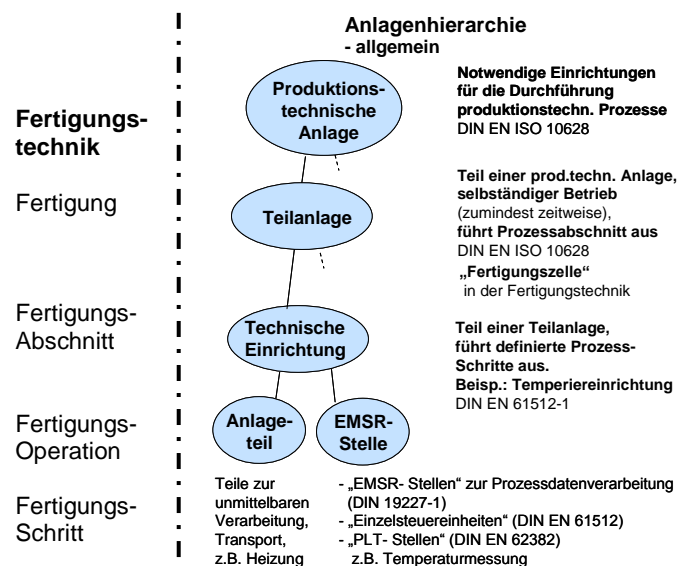 Anlagenhierarchie
- allgemein
Fertigungs-
technik
Fertigung
Fertigungs-
Abschnitt
Fertigungs-
Operation
Fertigungs-
Schritt
Produktions-
technische
Anlage
Teilanlage
Technische
Einrichtung
Anlage-
teil
EMSR-
Stelle
Notwendige Einrichtungen
für die Durchführung
produktionstechn. Prozesse
DIN EN ISO 10628
Teil einer prod.techn. Anlage,
selbständiger Betrieb
(zumindest zeitweise),
führt Prozessabschnitt aus
DIN EN ISO 10628
„Fertigungszelle“
in der Fertigungstechnik
Teil einer Teilanlage,
führt definierte Prozess-
Schritte aus.
Beisp.: Temperiereinrichtung
DIN EN 61512-1
Teile zur
unmittelbaren
Verarbeitung,
Transport,
z.B. Heizung
- „EMSR- Stellen“ zur Prozessdatenverarbeitung
(DIN 19227-1)
- „Einzelsteuereinheiten“ (DIN EN 61512)
- „PLT- Stellen“ (DIN EN 62382)
z.B. Temperaturmessung